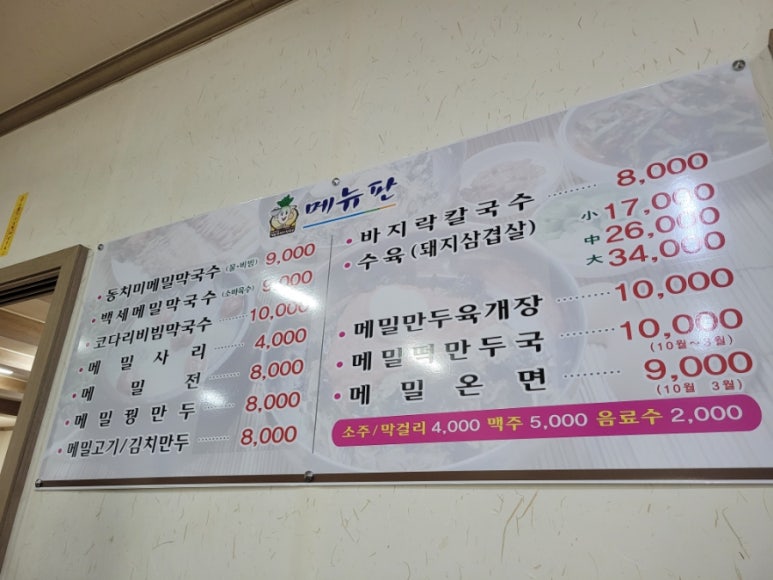 메뉴판
동치미메밀막국수 (물·비빔) 9,000
백세메밀막국수 (소바육수) 9,000
코다리비빔막국수 ········ 10,000
메밀사리 ········ 4,000
메밀전 ········ 8,000
메밀꿩만두 ········ 8,000
메밀고기/김치만두 ········ 8,000
바지락칼국수 ········ 8,000
수육(돼지삼겹살) 小 17,000
中 26,000
大 34,000
메밀만두육개장 ········ 10,000
메밀떡만두국 ········ 10,000
(10월~3월)
메밀온면 ········ 9,000
(10월 3월)
소주/막걸리 4,000 맥주 5,000 음료수 2,000